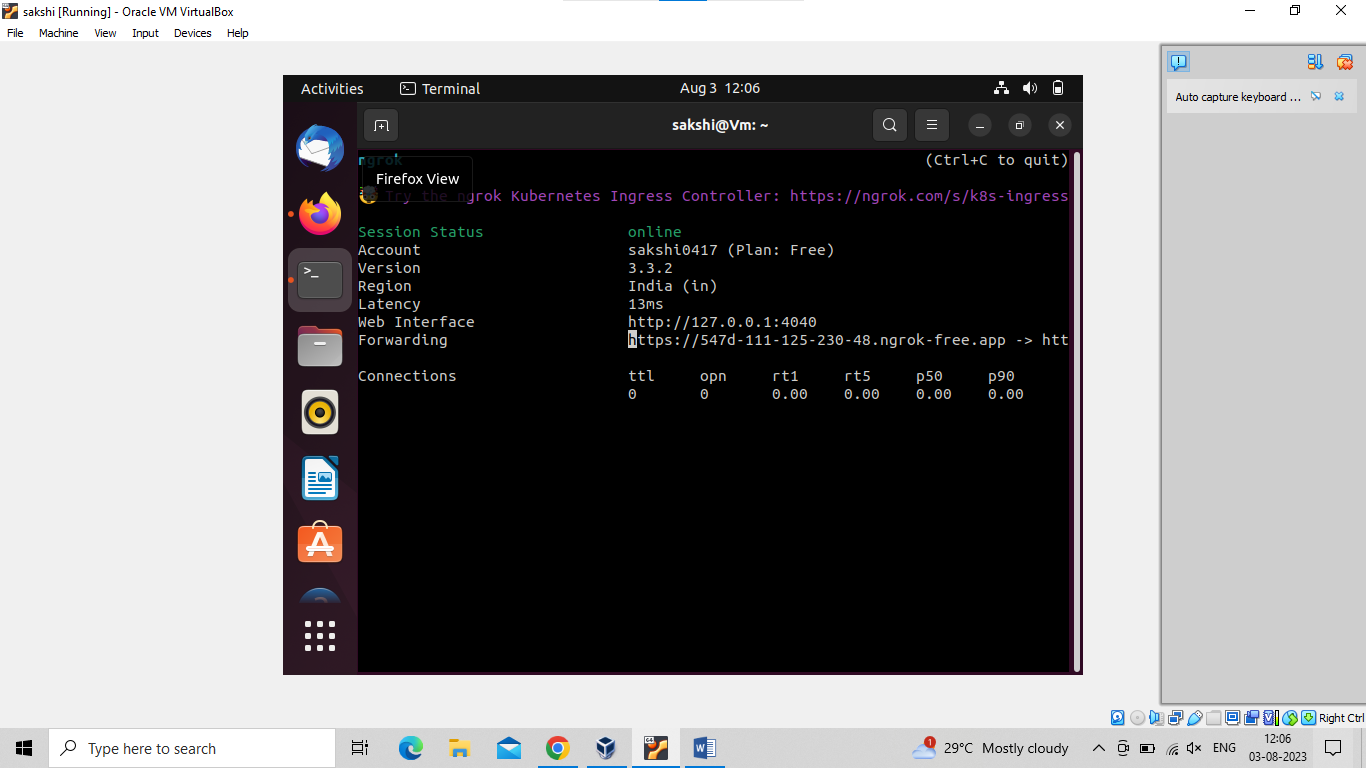 sakshi [Running] - Oracle VM VirtualBox
File Machine View Input Devices Help
Auto capture keyboard ...
Activities Terminal Aug 3 12:06
sakshi@Vm: ~
ngrok (Ctrl+C to quit)
Firefox View
Try the ngrok Kubernetes Ingress Controller: https://ngrok.com/s/k8s-ingress
Session Status online
Account sakshi0417 (Plan: Free)
Version 3.3.2
Region India (in)
Latency 13ms
Web Interface http://127.0.0.1:4040
Forwarding https://547d-111-125-230-48.ngrok-free.app -> htt
Connections ttl opn rt1 rt5 p50 p90
0 0 0.00 0.00 0.00 0.00
Right Ctrl
Type here to search
1
29°C Mostly cloudy
ENG
12:06
03-08-2023